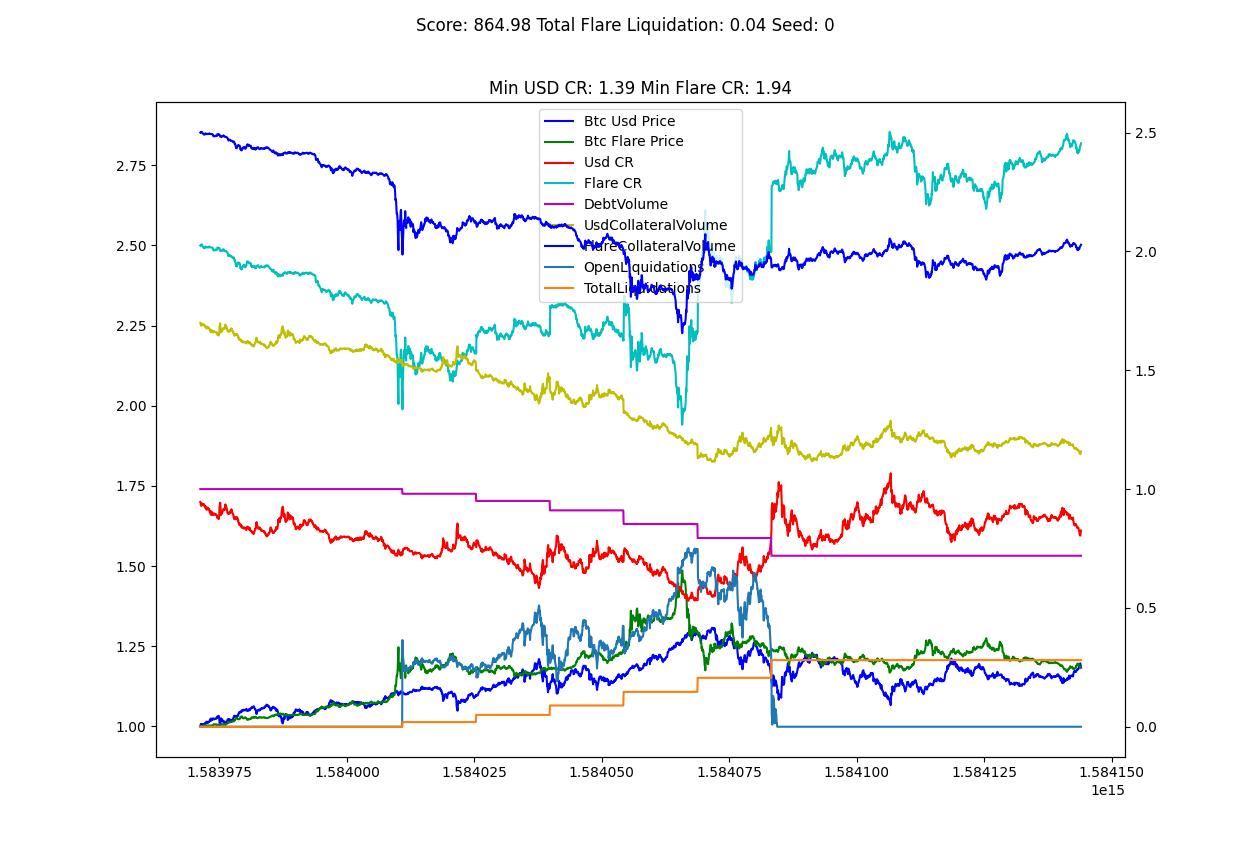 Score: 864.98 Total Flare Liquidation: 0.04 Seed: 0
Min USD CR: 1.39 Min Flare CR: 1.94
Btc Usd Price
Btc Flare Price
Usd CR
Flare CR
DebtVolume
UsdCollateralVolume
FlareCollateralVolume
OpenLiquidations
TotalLiquidations
2.75
2.50
2.25
2.00
1.75
1.50
1.25
1.00
2.5
2.0
1.5
1.0
0.5
0.0
1.583975 1.584000 1.584025 1.584050 1.584075 1.584100 1.584125 1.584150
1e15